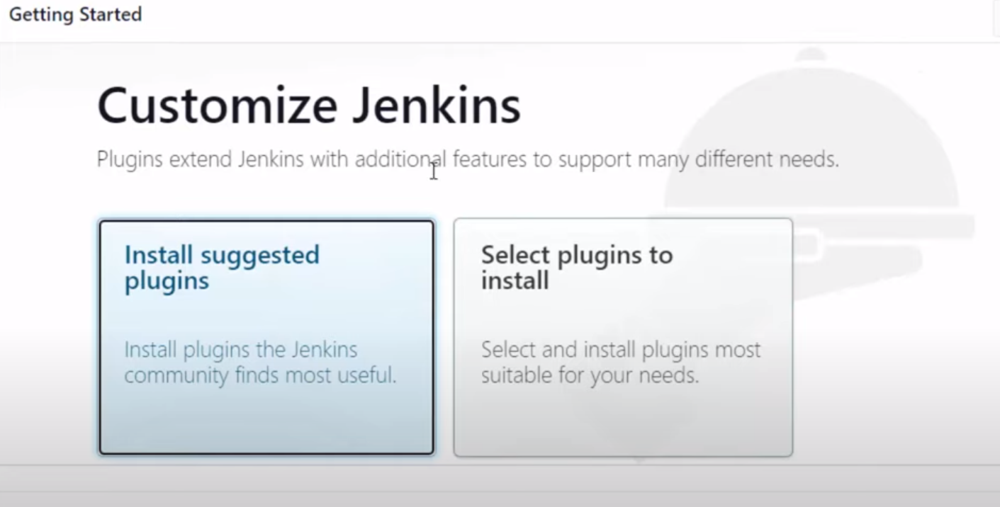 Getting Started
Customize Jenkins
Plugins extend Jenkins with additional features to support many different needs.
Install suggested
plugins
Install plugins the Jenkins
community finds most useful.
Select plugins to
install
Select and install plugins most
suitable for your needs.